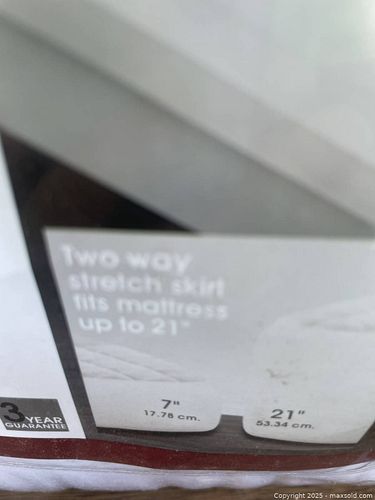 Two way
stretch skirt
fits mattress
up to 21"
7"
17.78 cm.
21"
53.34 cm.
3 YEAR
GUARANTEE
Copyright 2025 - maxsold.com